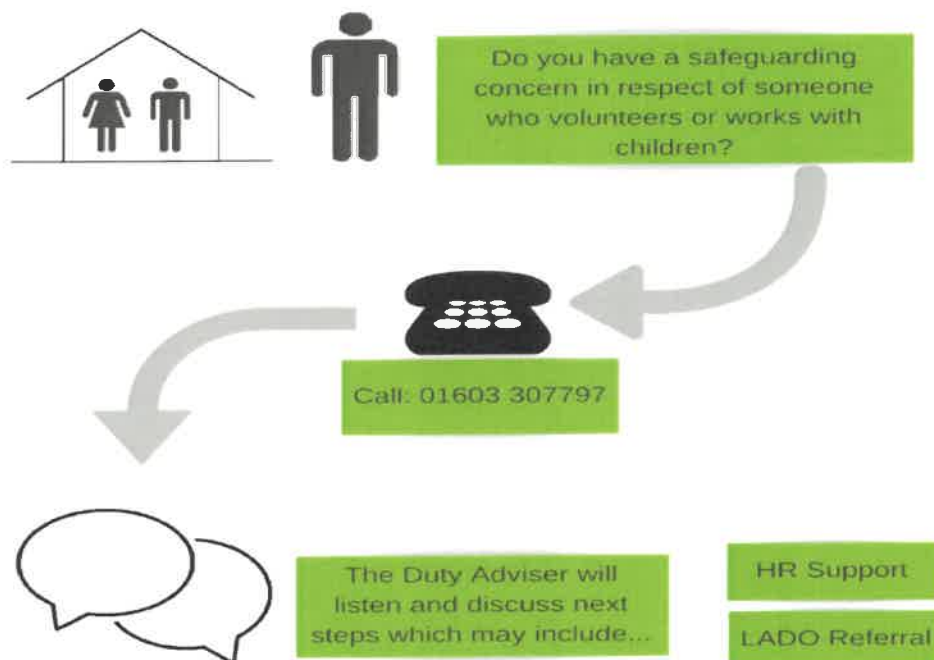 Do you have a safeguarding
concern in respect of someone
who volunteers or works with
children?
Call: 01603 307797
The Duty Adviser will
listen and discuss next
steps which may include...
HR Support
LADO Referral